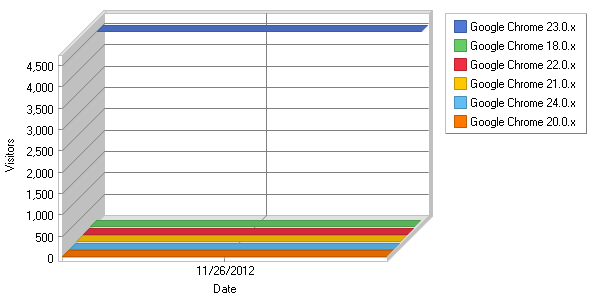 4,500
4,000
3,500
3,000
2,500
2,000
1,500
1,000
500
0
Visitors
11/26/2012
Date
Google Chrome 23.0.x
Google Chrome 18.0.x
Google Chrome 22.0.x
Google Chrome 21.0.x
Google Chrome 24.0.x
Google Chrome 20.0.x